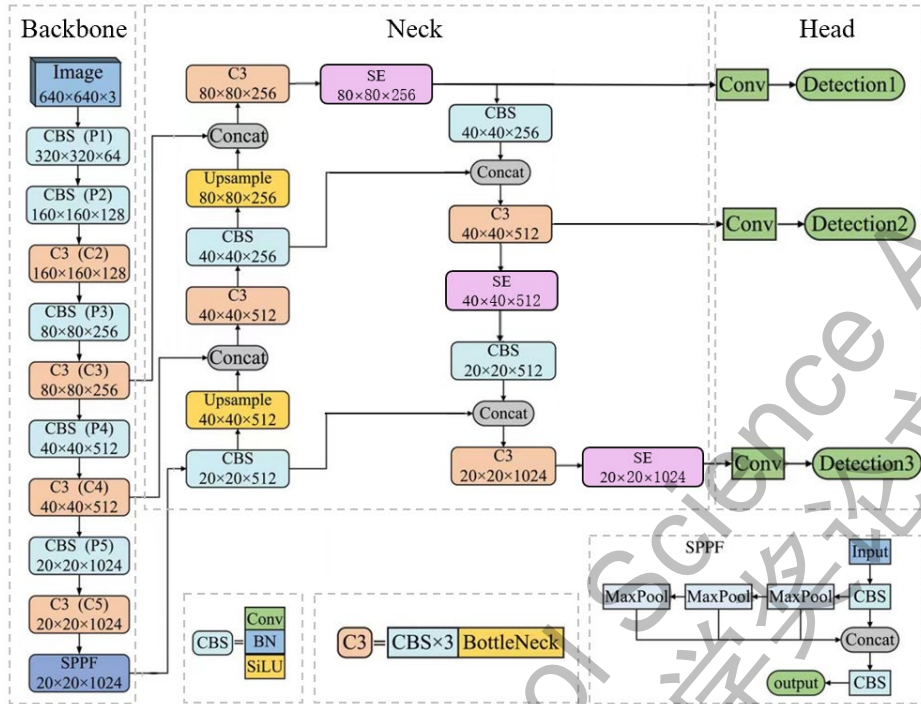 Backbone
Neck
Head
Image
640×640×3
CBS (P1)
320×320×64
CBS (P2)
160×160×128
C3 (C2)
160×160×128
CBS (P3)
80×80×256
C3 (C3)
80×80×256
CBS (P4)
40×40×512
C3 (C4)
40×40×512
CBS (P5)
20×20×1024
C3 (C5)
20×20×1024
SPPF
20×20×1024
C3
80×80×256
Concat
Upsample
80×80×256
CBS
40×40×256
C3
40×40×512
Concat
Upsample
40×40×512
CBS
20×20×512
SE
80×80×256
CBS
40×40×256
Concat
C3
40×40×512
SE
40×40×512
CBS
20×20×512
Concat
C3
20×20×1024
SE
20×20×1024
Conv
Detection1
Conv
Detection2
Conv
Detection3
CBS=
Conv
BN
SiLU
C3=CBS×3 BottleNeck
SPPF
Input
MaxPool MaxPool MaxPool CBS
Concat
output CBS
Science A
学奖论